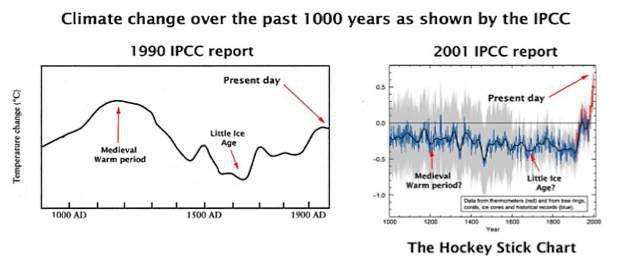 Climate change over the past 1000 years as shown by the IPCC
1990 IPCC report
Temperature change (°C)
Present day
Little Ice
Age
Medieval
Warm period
1000 AD
1500 AD
1900 AD
2001 IPCC report
0.5
0.0
-0.5
-1.0
Present day
Medieval
Warm period?
Little Ice
Age?
Data from thermometers (red) and from tree rings,
corals, ice cores and historical records (blue).
1000
1200
1400
1600
1800
2000
Year
The Hockey Stick Chart